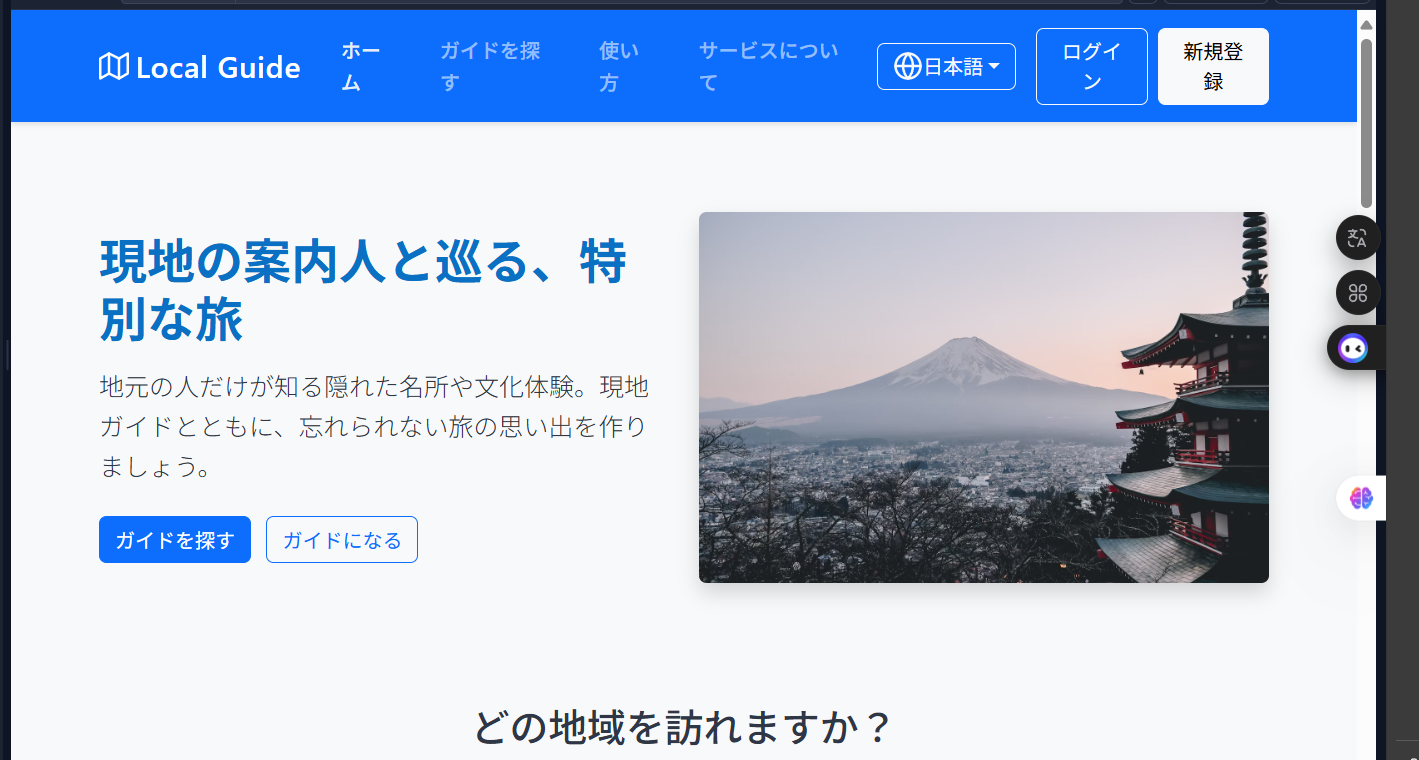 Local Guide
ホー
ム
ガイドを探
す
使い
方
サービスについ
て
日本語
ログイ
ン
新規登
録
現地の案内人と巡る、特
別な旅
地元の人だけが知る隠れた名所や文化体験。現地
ガイドとともに、忘れられない旅の思い出を作り
ましょう。
ガイドを探す
ガイドになる
どの地域を訪れますか？